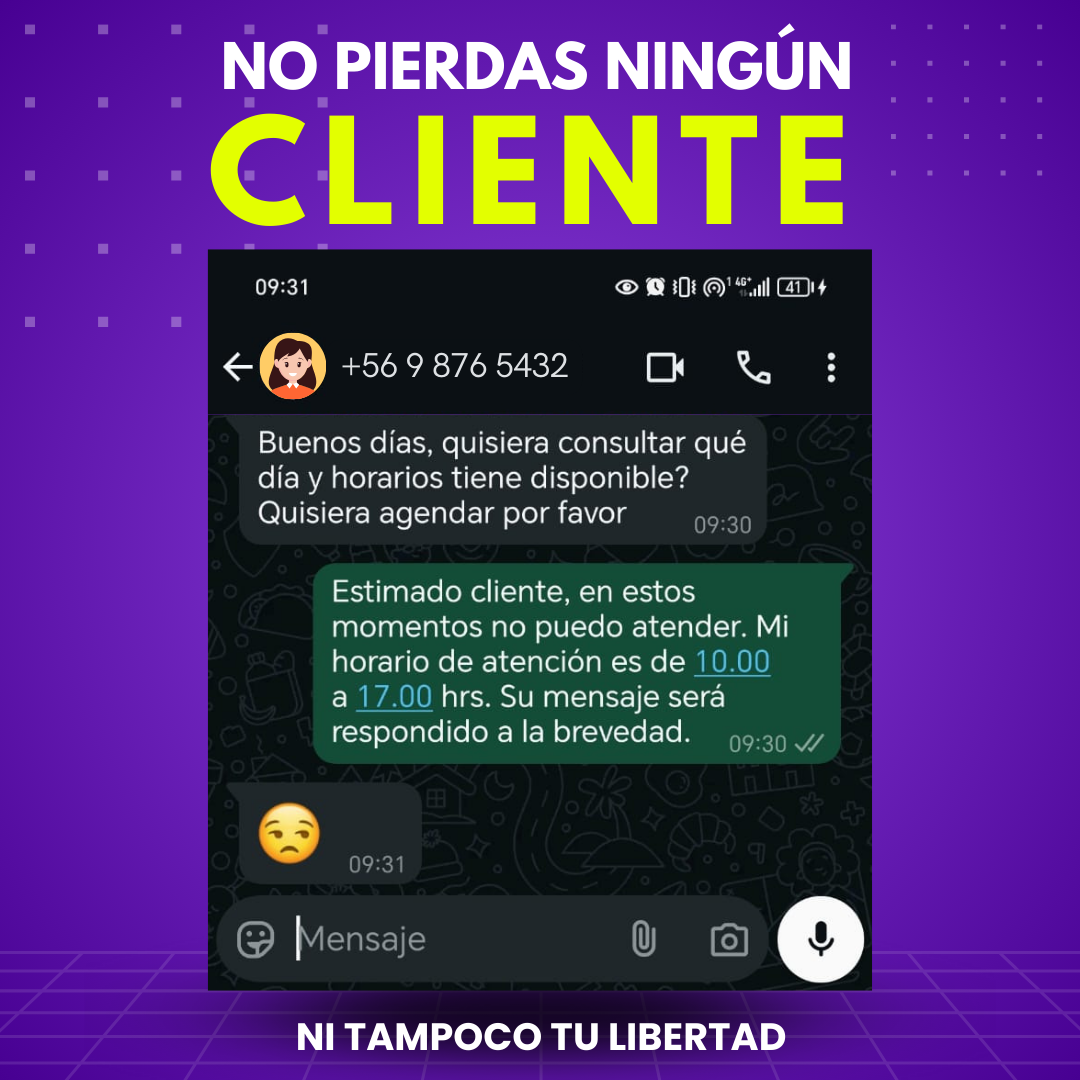 NO PIERDAS NINGÚN
CLIENTE
09:31
1 4G+ 41
+56 9 876 5432
Buenos días, quisiera consultar qué
día y horarios tiene disponible?
Quisiera agendar por favor
09:30
Estimado cliente, en estos
momentos no puedo atender. Mi
horario de atención es de 10.00
a 17.00 hrs. Su mensaje será
respondido a la brevedad.
09:30
09:31
Mensaje
NI TAMPOCO TU LIBERTAD